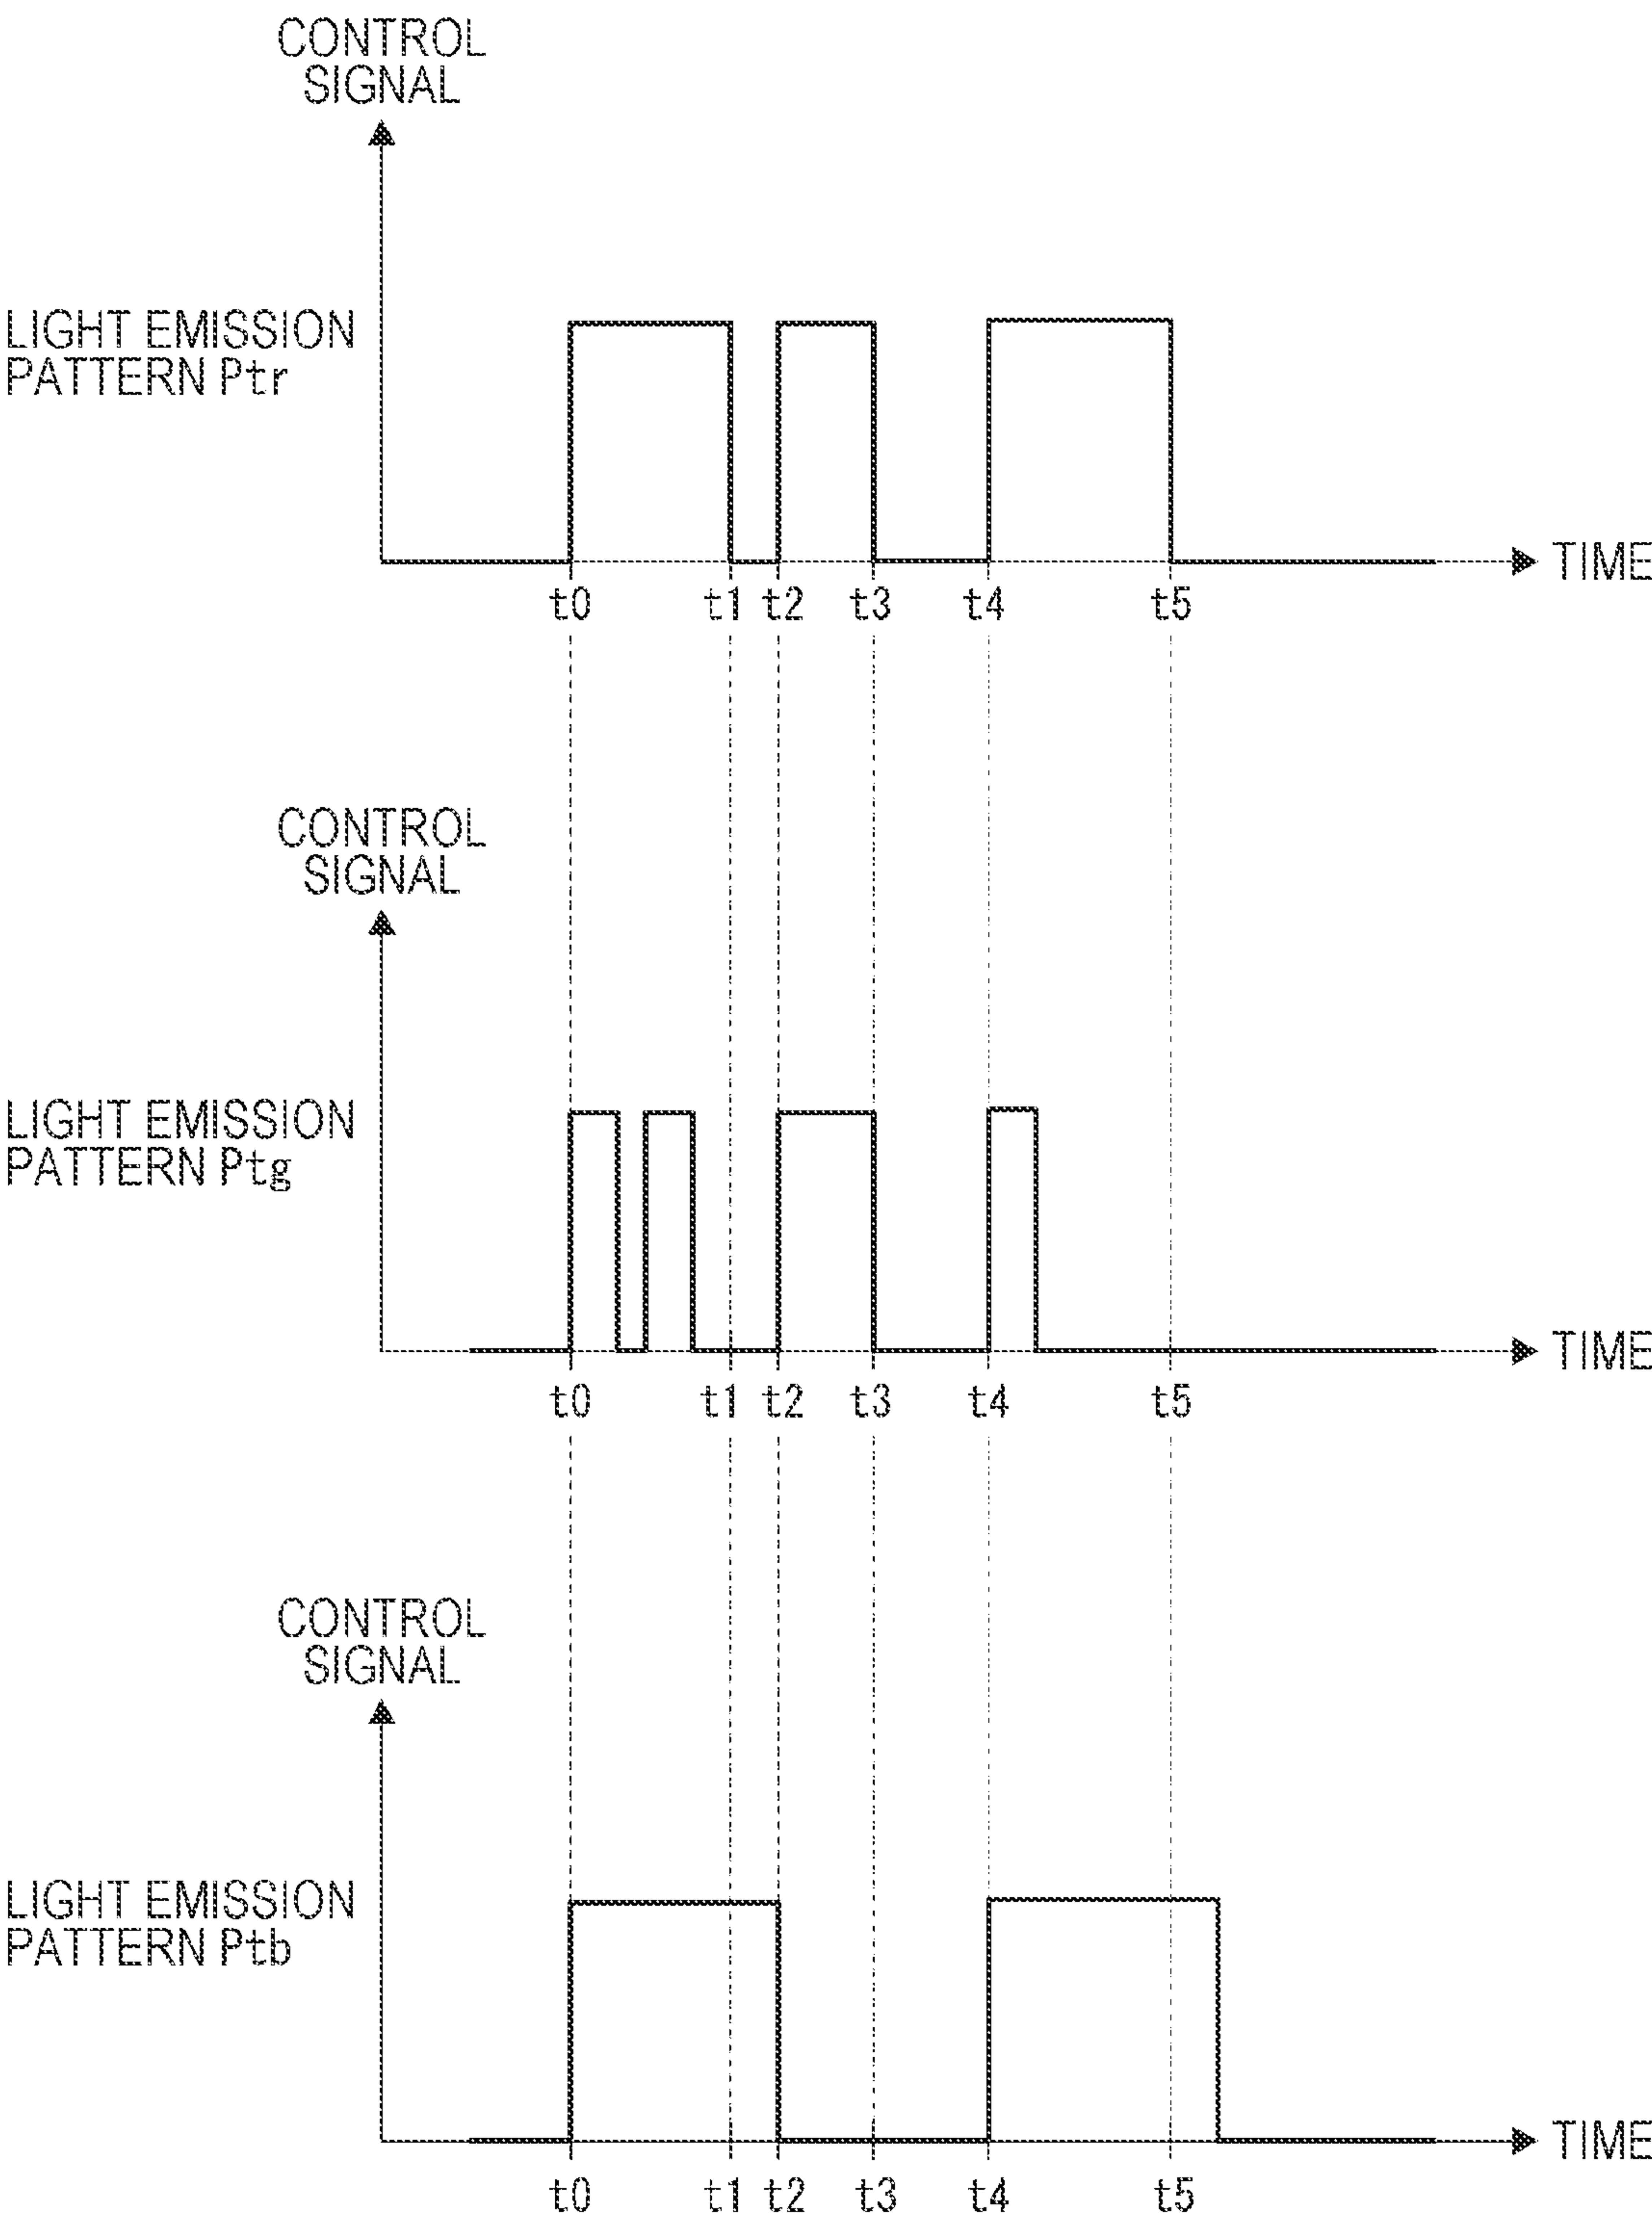 CONTROL
SIGNAL
LIGHT EMISSION
PATTERN Ptr
TIME
t0 t1 t2 t3 t4 t5
CONTROL
SIGNAL
LIGHT EMISSION
PATTERN Ptg
TIME
t0 t1 t2 t3 t4 t5
CONTROL
SIGNAL
LIGHT EMISSION
PATTERN Ptb
TIME
t0 t1 t2 t3 t4 t5